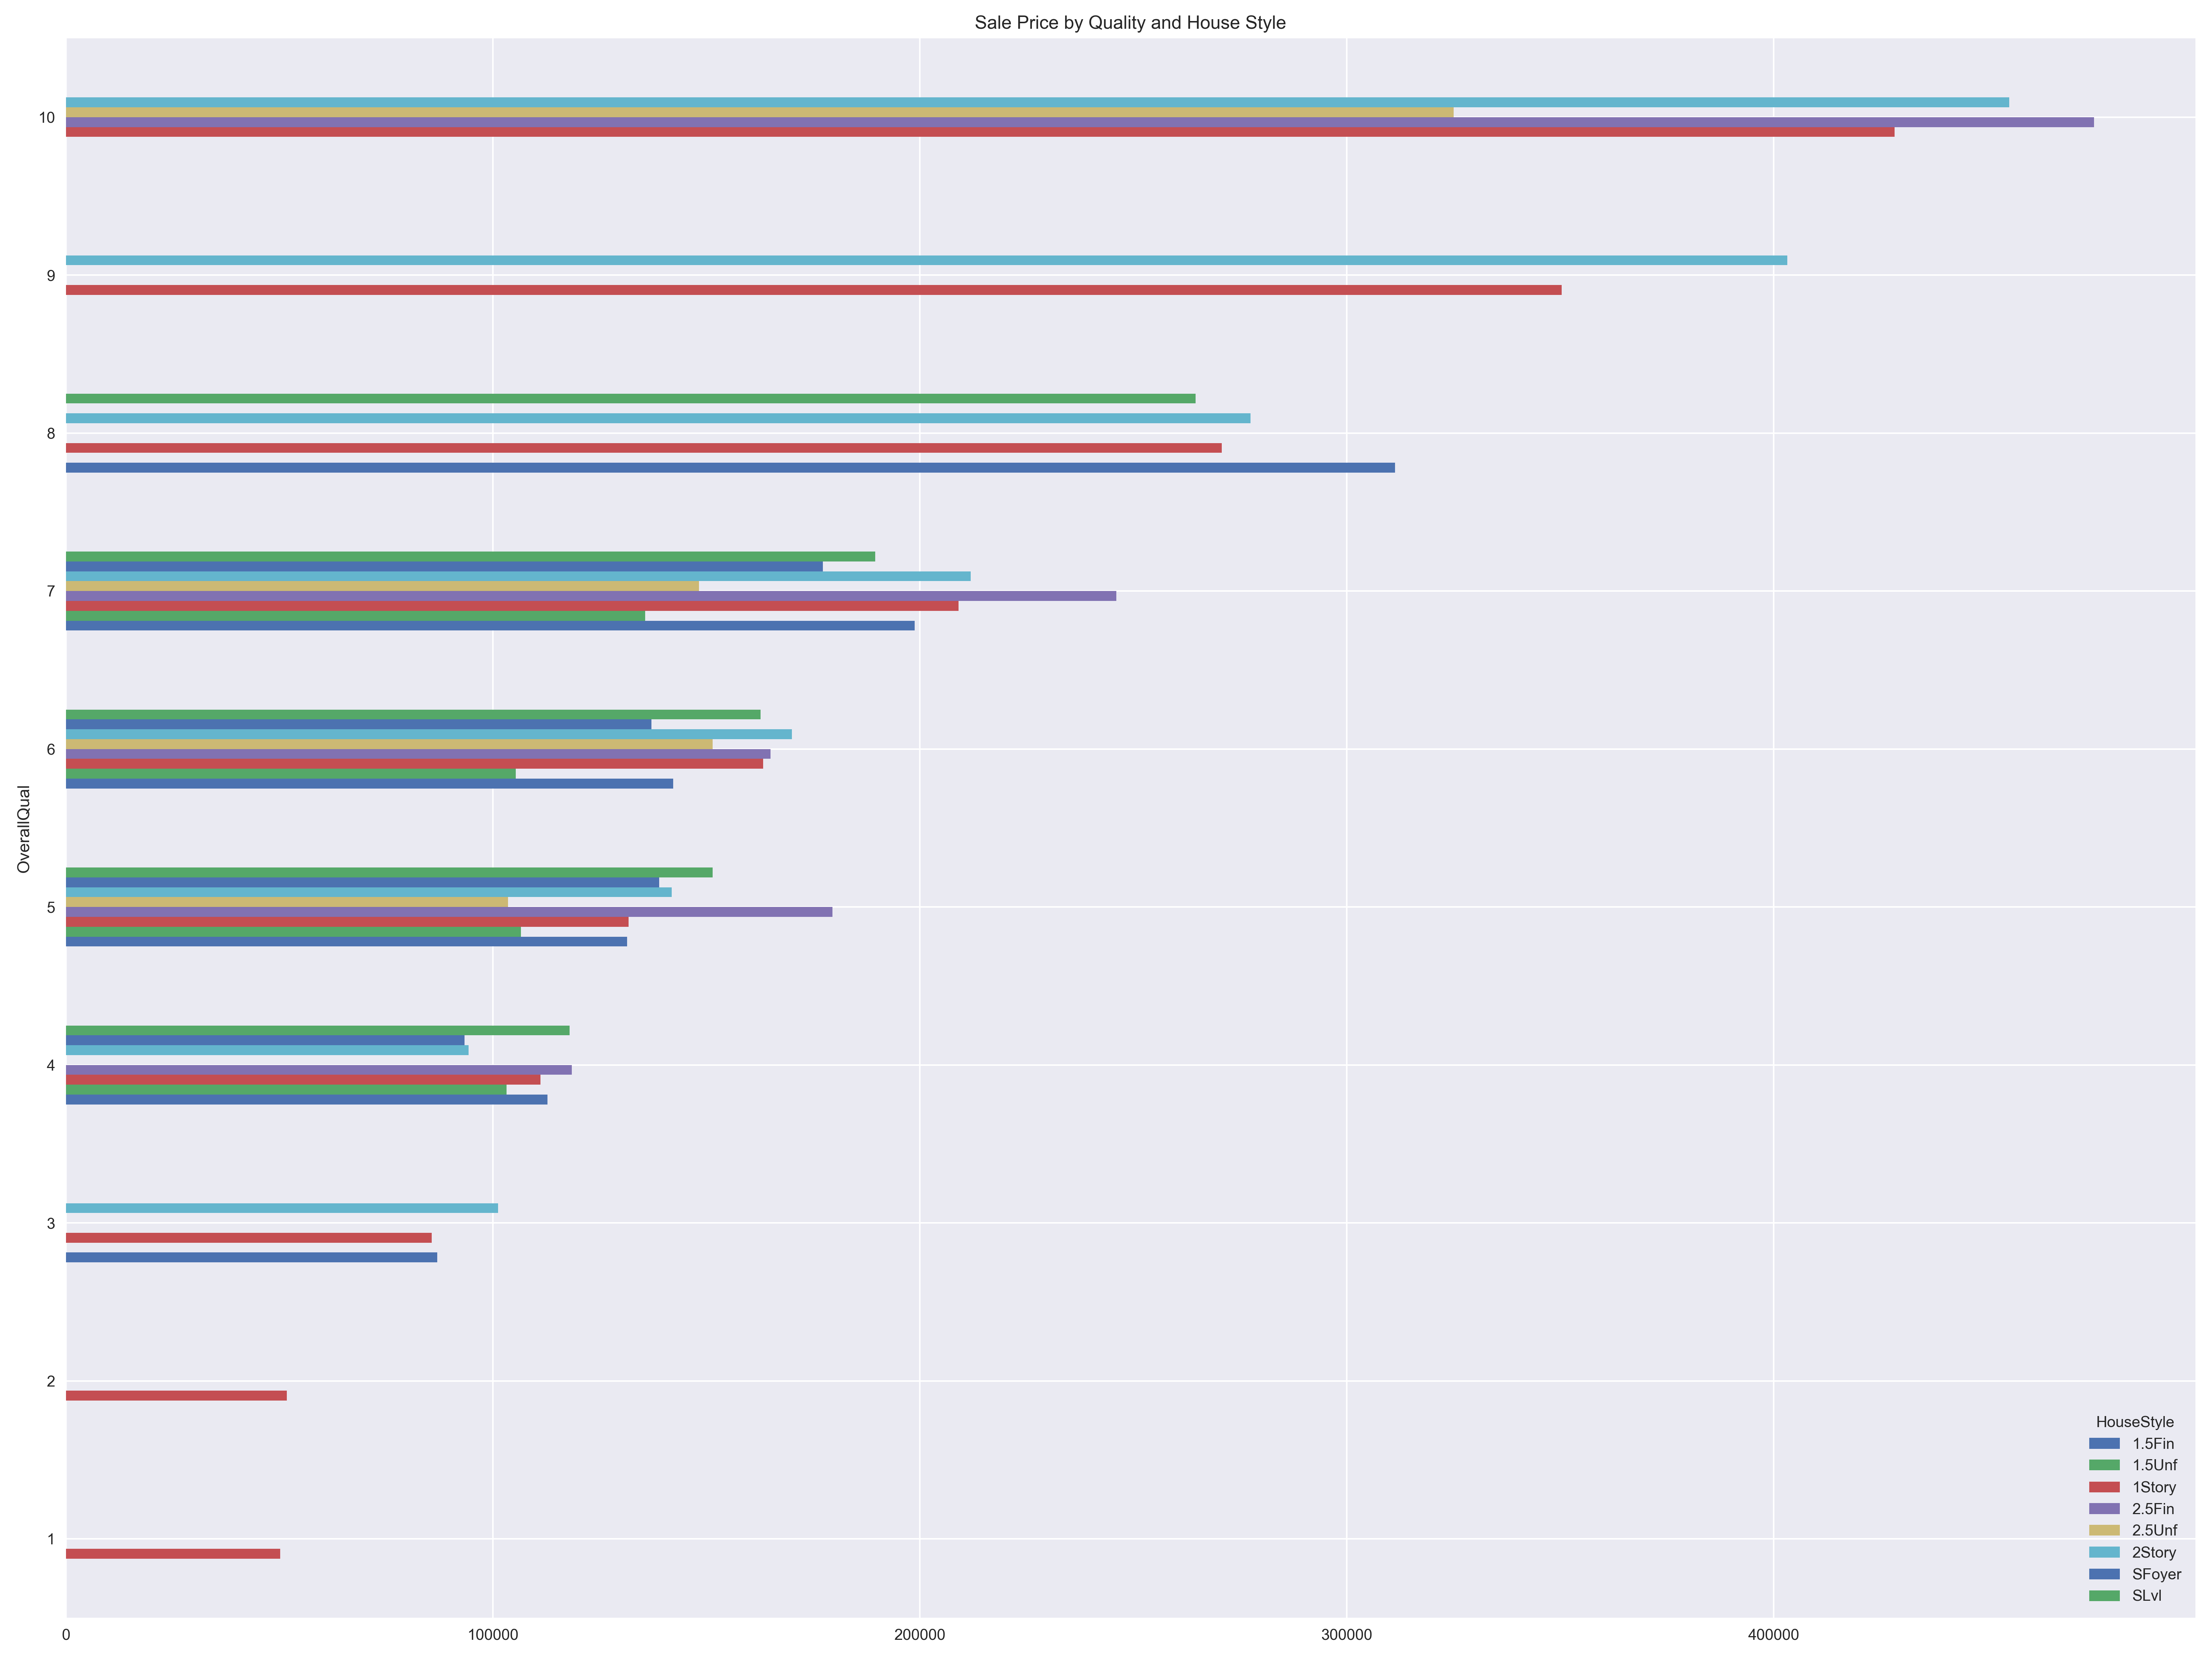 Sale Price by Quality and House Style
10
9
8
7
6
5
4
3
2
1
OverallQual
HouseStyle
1.5Fin
1.5Unf
1Story
2.5Fin
2.5Unf
2Story
SFoyer
SLvl
0 100000 200000 300000 400000